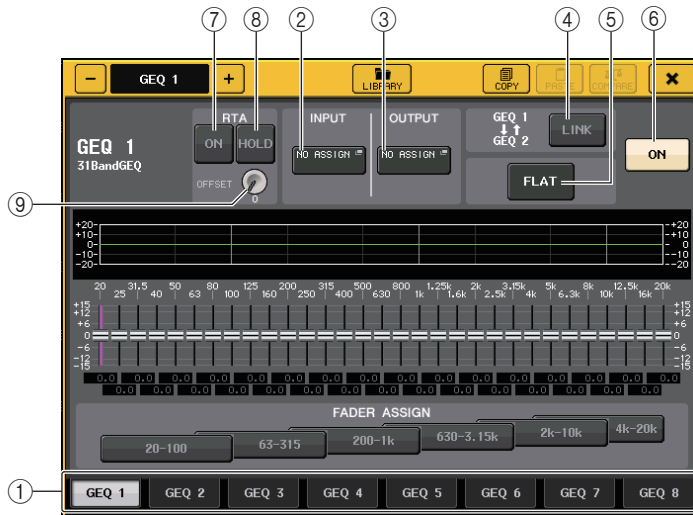 ⑦ ⑧ ② ③ ④ ⑤ ⑥
− GEQ 1 + LIBRARY COPY PASTE COMPARE ×
GEQ 1
31BandGEQ
RTA
ON HOLD
OFFSET
0
INPUT OUTPUT
NO ASSIGN NO ASSIGN
GEQ 1
GEQ 2
LINK
FLAT
ON
⑨
+20 +20
+10 +10
0 0
-10 -10
-20 -20
20 31.5 50 80 125 200 315 500 800 1.25k 2k 3.15k 5k 8k 12.5k 20k
25 40 63 100 160 250 400 630 1k 1.6k 2.5k 4k 6.3k 10k 16k
+15 +15
+12 +12
+6 +6
0 0
-6 -6
-12 -12
-15 -15
0.0 0.0 0.0 0.0 0.0 0.0 0.0 0.0 0.0 0.0 0.0 0.0 0.0 0.0 0.0 0.0
0.0 0.0 0.0 0.0 0.0 0.0 0.0 0.0 0.0 0.0 0.0 0.0 0.0 0.0 0.0
FADER ASSIGN
20-100 63-315 200-1k 630-3.15k 2k-10k 4k-20k
① GEQ 1 GEQ 2 GEQ 3 GEQ 4 GEQ 5 GEQ 6 GEQ 7 GEQ 8